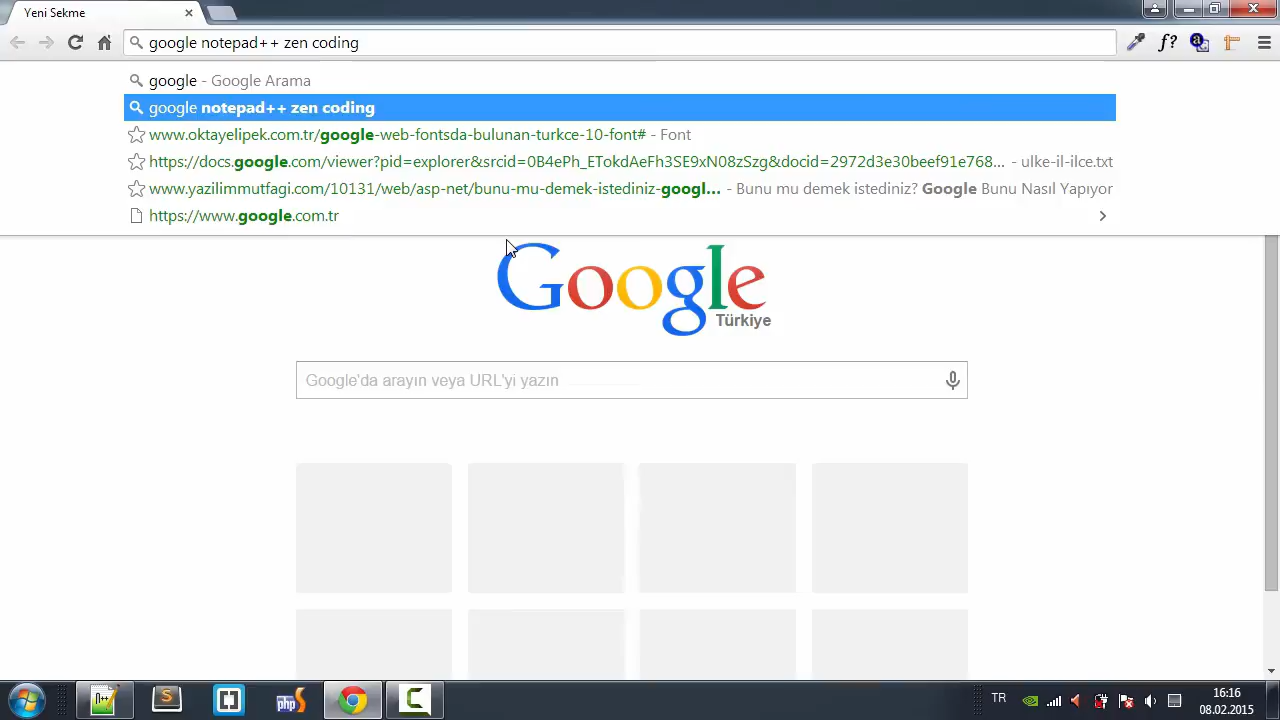 Yeni Sekme
google notepad++ zen coding
google - Google Arama
google notepad++ zen coding
www.oktayelipek.com.tr/google-web-fontsda-bulunan-turkce-10-font# - Font
https://docs.google.com/viewer?pid=explorer&srcid=0B4ePh_ETokdAeFh3SE9xN08zSzg&docid=2972d3e30beef91e768... - ulke-il-ilce.txt
www.yazilimmutfagi.com/10131/web/asp-net/bunu-mu-demek-istediniz-googl... - Bunu mu demek istediniz? Google Bunu Nasıl Yapıyor
https://www.google.com.tr
Google
Türkiye
Google'da arayın veya URL'yi yazın
TR
16:16
08.02.2015